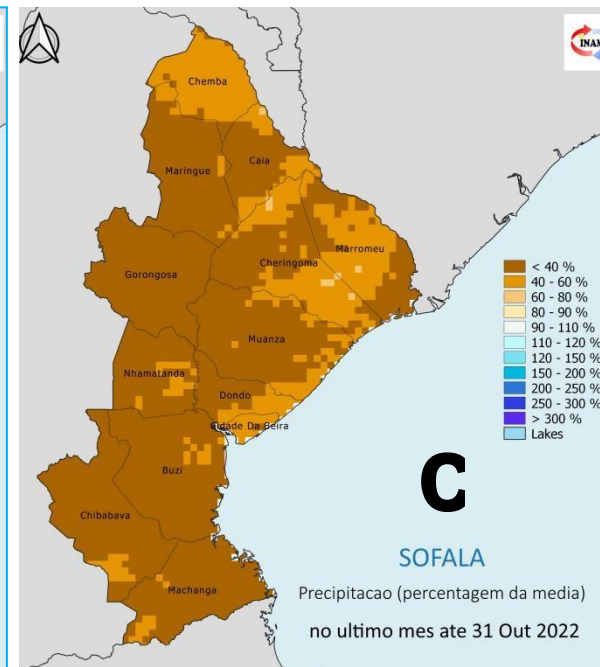 INAM
Chemba
Caia
Maringue
Marromeu
Cheringoma
Gorongosa
< 40 %
40 - 60 %
60 - 80 %
80 - 90 %
90 - 110 %
110 - 120 %
120 - 150 %
150 - 200 %
200 - 250 %
250 - 300 %
> 300 %
Lakes
Muanza
Nhamatanda
Dondo
Cidade Da Beira
Buzi
C
Chibabava
SOFALA
Machanga
Precipitacao (percentagem da media)
no ultimo mes ate 31 Out 2022